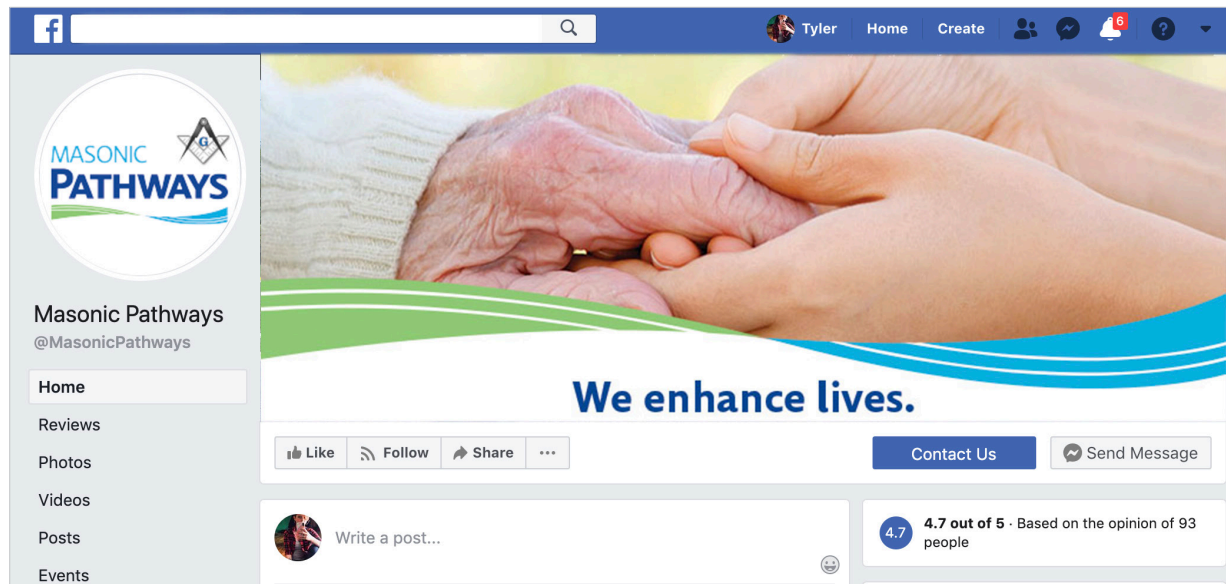 f
Tyler
Home
Create
6
?
MASONIC
G
PATHWAYS
Masonic Pathways
@MasonicPathways
Home
Reviews
Photos
Videos
Posts
Events
We enhance lives.
Like
Follow
Share
...
Contact Us
Send Message
Write a post...
4.7
4.7 out of 5 · Based on the opinion of 93
people